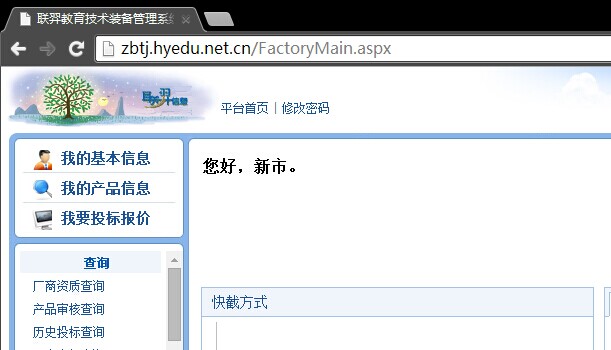 联羿教育技术装备管理系统
zbtj.hyedu.net.cn/FactoryMain.aspx
平台首页 | 修改密码
我的基本信息
我的产品信息
我要投标报价
您好，新市。
查询
厂商资质查询
产品审核查询
历史投标查询
快截方式